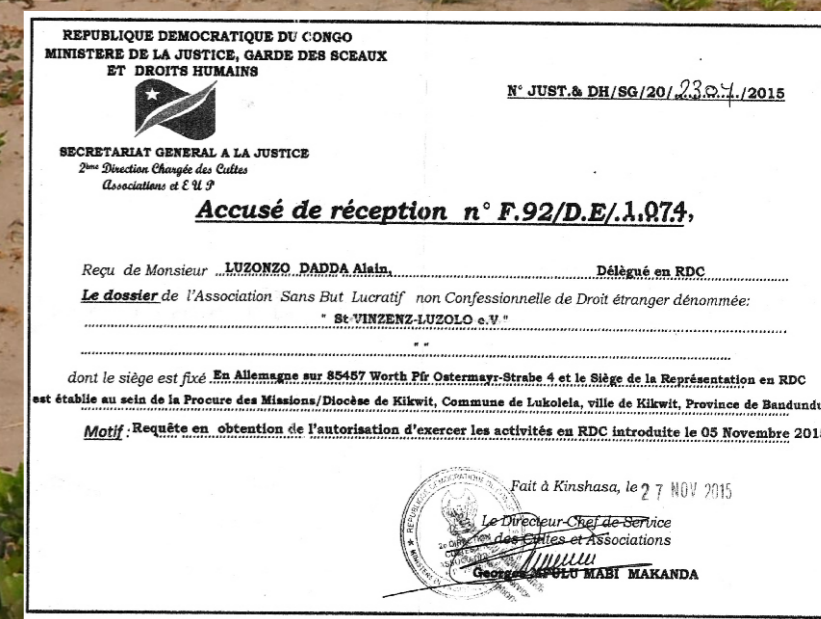 REPUBLIQUE DEMOCRATIQUE DU CONGO
MINISTERE DE LA JUSTICE, GARDE DES SCEAUX
ET DROITS HUMAINS
N° JUST.& DH/SG/20/2307/2015
SECRETARIAT GENERAL A LA JUSTICE
2ème Direction Chargée des Cultes
Associations et E U P
Accusé de réception n° F.92/D.E/.1.074,
Reçu de Monsieur LUZONZO DADDA Alain, Délégué en RDC
Le dossier de l'Association Sans But Lucratif non Confessionnelle de Droit étranger dénommée:
" St-VINZENZ-LUZOLO e.V "
" "
dont le siège est fixé En Allemagne sur 85457 Worth Pfr Ostermayr-Strabe 4 et le Siège de la Représentation en RDC
est établie au sein de la Procure des Missions/Diocèse de Kikwit, Commune de Lukolela, ville de Kikwit, Province de Bandundu
Motif : Requête en obtention de l'autorisation d'exercer les activités en RDC introduite le 05 Novembre 201
Fait à Kinshasa, le 27 NOV 2015
Le Directeur-Chef de Service
des Cultes et Associations
Georges MPULU MABI MAKANDA